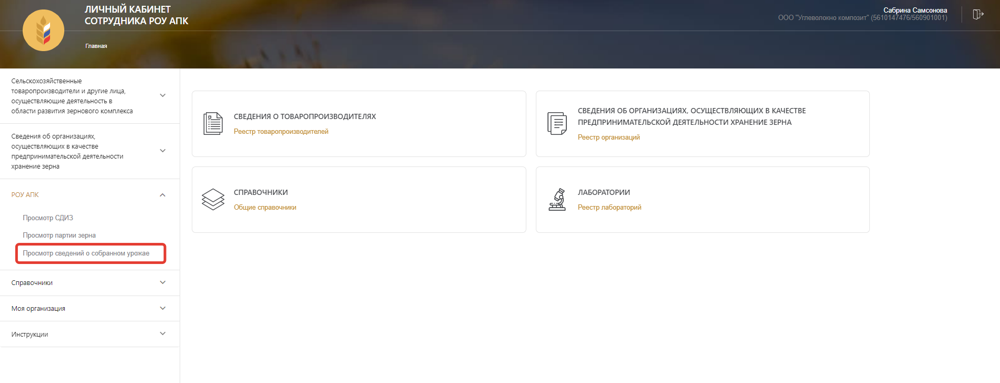 ЛИЧНЫЙ КАБИНЕТ
СОТРУДНИКА РОУ АПК
Сабрина Самсонова
ООО "Углеволокно композит" (5610147476/560901001)
Главная
Сельскохозяйственные
товаропроизводители и другие лица,
осуществляющие деятельность в
области развития зернового комплекса
Сведения об организациях,
осуществляющих в качестве
предпринимательской деятельности
хранение зерна
РОУ АПК
Просмотр СДИЗ
Просмотр партии зерна
Просмотр сведений о собранном урожае
Справочники
Моя организация
Инструкции
СВЕДЕНИЯ О ТОВАРОПРОИЗВОДИТЕЛЯХ
Реестр товаропроизводителей
СВЕДЕНИЯ ОБ ОРГАНИЗАЦИЯХ, ОСУЩЕСТВЛЯЮЩИХ В КАЧЕСТВЕ
ПРЕДПРИНИМАТЕЛЬСКОЙ ДЕЯТЕЛЬНОСТИ ХРАНЕНИЕ ЗЕРНА
Реестр организаций
СПРАВОЧНИКИ
Общие справочники
ЛАБОРАТОРИИ
Реестр лабораторий